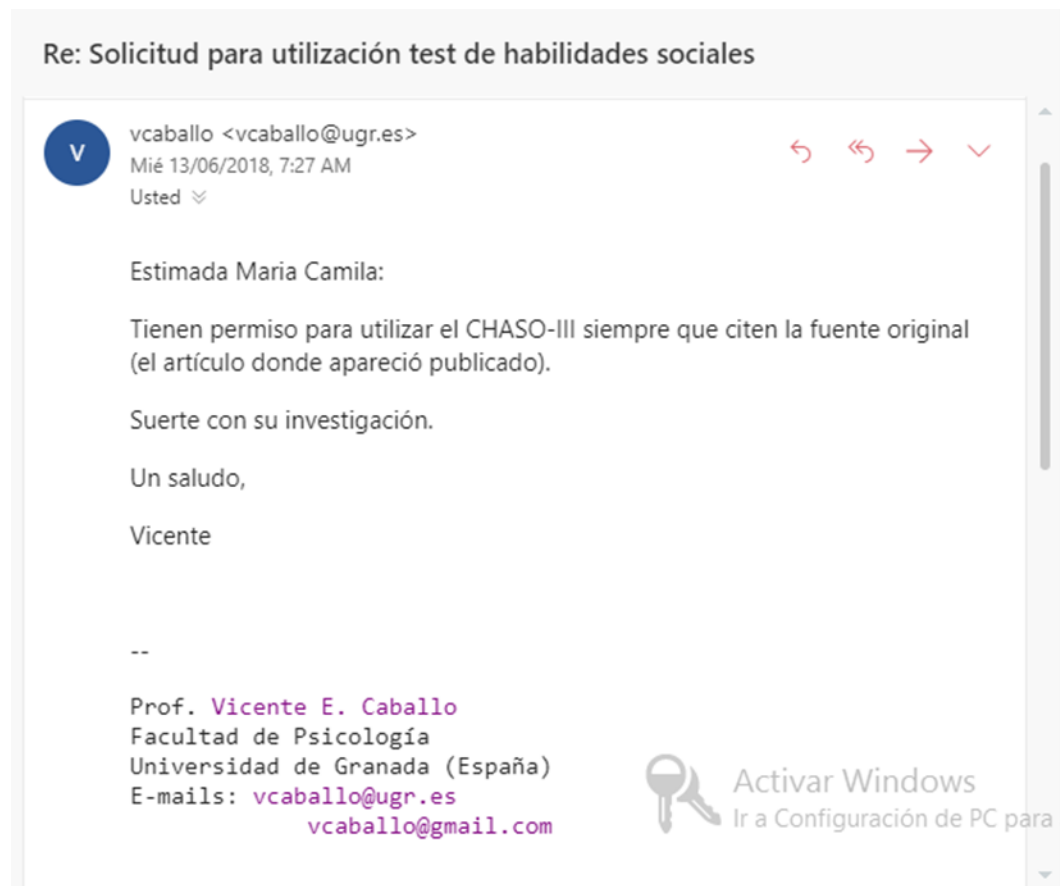 Re: Solicitud para utilización test de habilidades sociales
V
vcaballo <vcaballo@ugr.es>
Mié 13/06/2018, 7:27 AM
Usted
Estimada Maria Camila:
Tienen permiso para utilizar el CHASO-III siempre que citen la fuente original
(el artículo donde apareció publicado).
Suerte con su investigación.
Un saludo,
Vicente
--
Prof. Vicente E. Caballo
Facultad de Psicología
Universidad de Granada (España)
E-mails: vcaballo@ugr.es
vcaballo@gmail.com
Activar Windows
Ir a Configuración de PC para